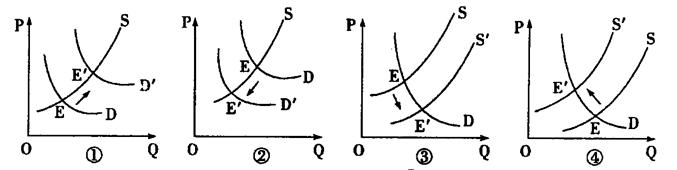 P S E' D' E D O Q ①
P S E E' D D' O Q ②
P S S' E E' D O Q ③
P S' S E' E D O Q ④